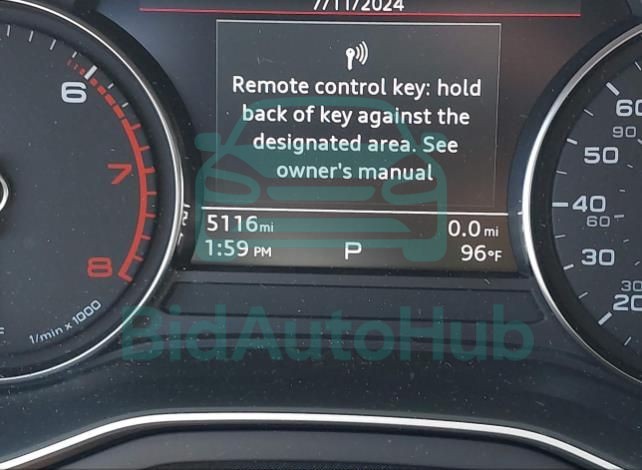 7/11/2024
Remote control key: hold
back of key against the
designated area. See
owner's manual
5116mi
0.0 mi
1:59 PM
P
96°F
6
7
8
1/min x 1000
60
90
50
40
60
30
30
20
BidAutoHub